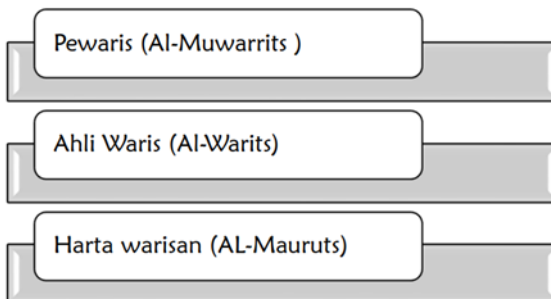 Pewaris (Al-Muwarrits )
Ahli Waris (Al-Warits)
Harta warisan (AL-Mauruts)